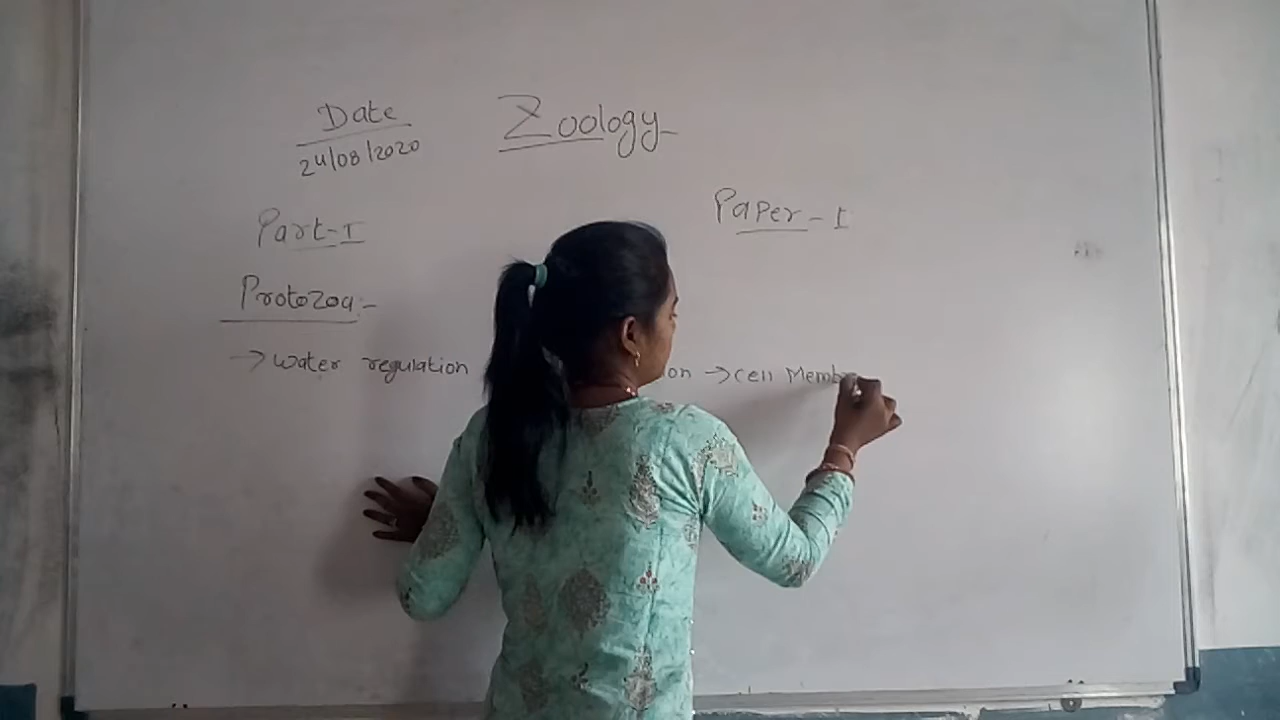 Date
Zoology
24/08/2020
Paper - I
Part-I
Protozoa:-
→ water regulation on → cell Memb